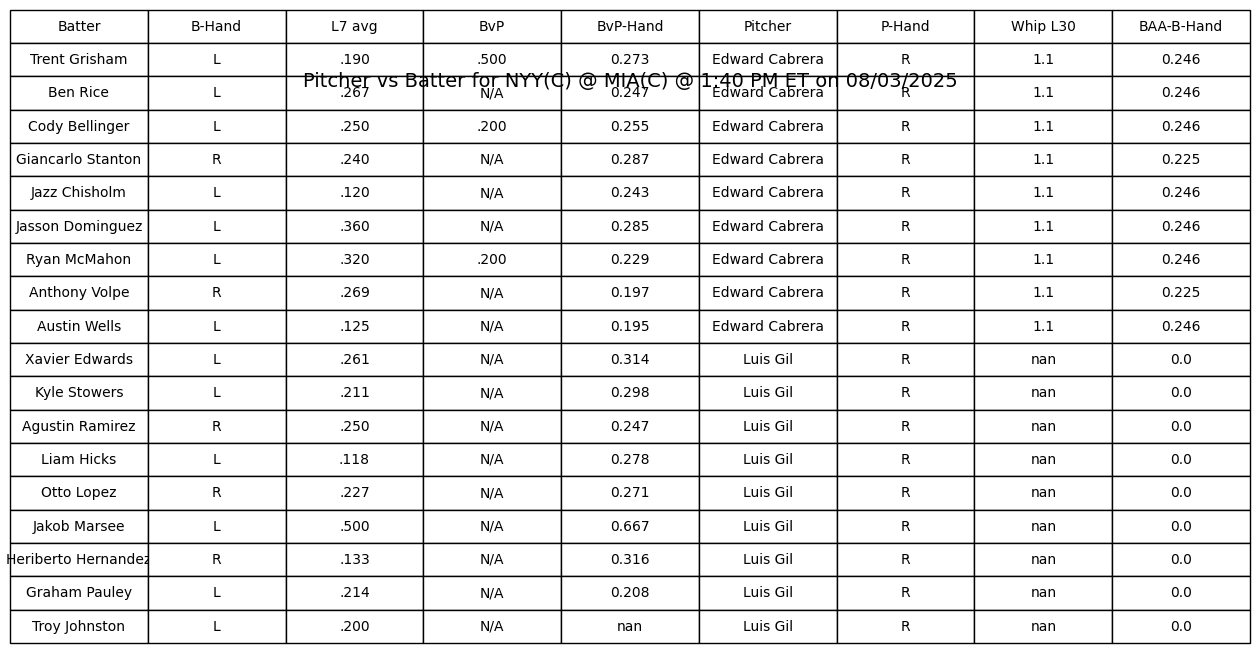 Batter B-Hand L7 avg BvP BvP-Hand Pitcher P-Hand Whip L30 BAA-B-Hand
Trent Grisham L .190 .500 0.273 Edward Cabrera R 1.1 0.246
Pitcher vs Batter for NYY(C) @ MIA(C) @ 1:40 PM ET on 08/03/2025
Ben Rice L .267 N/A 0.247 Edward Cabrera R 1.1 0.246
Cody Bellinger L .250 .200 0.255 Edward Cabrera R 1.1 0.246
Giancarlo Stanton R .240 N/A 0.287 Edward Cabrera R 1.1 0.225
Jazz Chisholm L .120 N/A 0.243 Edward Cabrera R 1.1 0.246
Jasson Dominguez L .360 N/A 0.285 Edward Cabrera R 1.1 0.246
Ryan McMahon L .320 .200 0.229 Edward Cabrera R 1.1 0.246
Anthony Volpe R .269 N/A 0.197 Edward Cabrera R 1.1 0.225
Austin Wells L .125 N/A 0.195 Edward Cabrera R 1.1 0.246
Xavier Edwards L .261 N/A 0.314 Luis Gil R nan 0.0
Kyle Stowers L .211 N/A 0.298 Luis Gil R nan 0.0
Agustin Ramirez R .250 N/A 0.247 Luis Gil R nan 0.0
Liam Hicks L .118 N/A 0.278 Luis Gil R nan 0.0
Otto Lopez R .227 N/A 0.271 Luis Gil R nan 0.0
Jakob Marsee L .500 N/A 0.667 Luis Gil R nan 0.0
Heriberto Hernandez R .133 N/A 0.316 Luis Gil R nan 0.0
Graham Pauley L .214 N/A 0.208 Luis Gil R nan 0.0
Troy Johnston L .200 N/A nan Luis Gil R nan 0.0